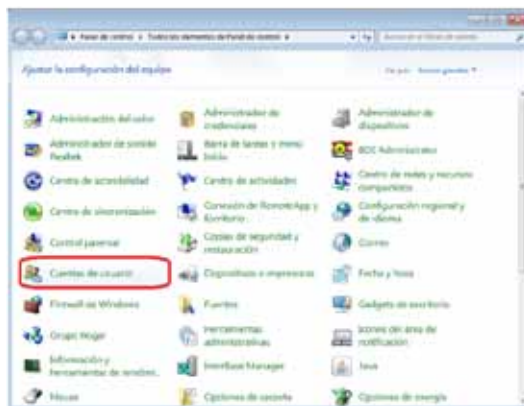 Panel de control ▸ Todos los elementos de Panel de control ▸
Ajustar la configuración del equipo
Ver por: Iconos grandes
Administración del color
Administrador de
credenciales
Administrador de
dispositivos
Administrador de sonido
Realtek
Barra de tareas y menú
Inicio
BDE Administrator
Centro de accesibilidad
Centro de actividades
Centro de redes y recursos
compartidos
Centro de sincronización
Conexión de RemoteApp y
Escritorio
Configuración regional y
de idioma
Control parental
Copias de seguridad y
restauración
Correo
Cuentas de usuario
Dispositivos e impresoras
Fecha y hora
Firewall de Windows
Fuentes
Gadgets de escritorio
Grupo Hogar
Herramientas
administrativas
Iconos del área de
notificación
Información y
herramientas de rendimi...
InterBase Manager
Java
Mouse
Opciones de carpeta
Opciones de energía